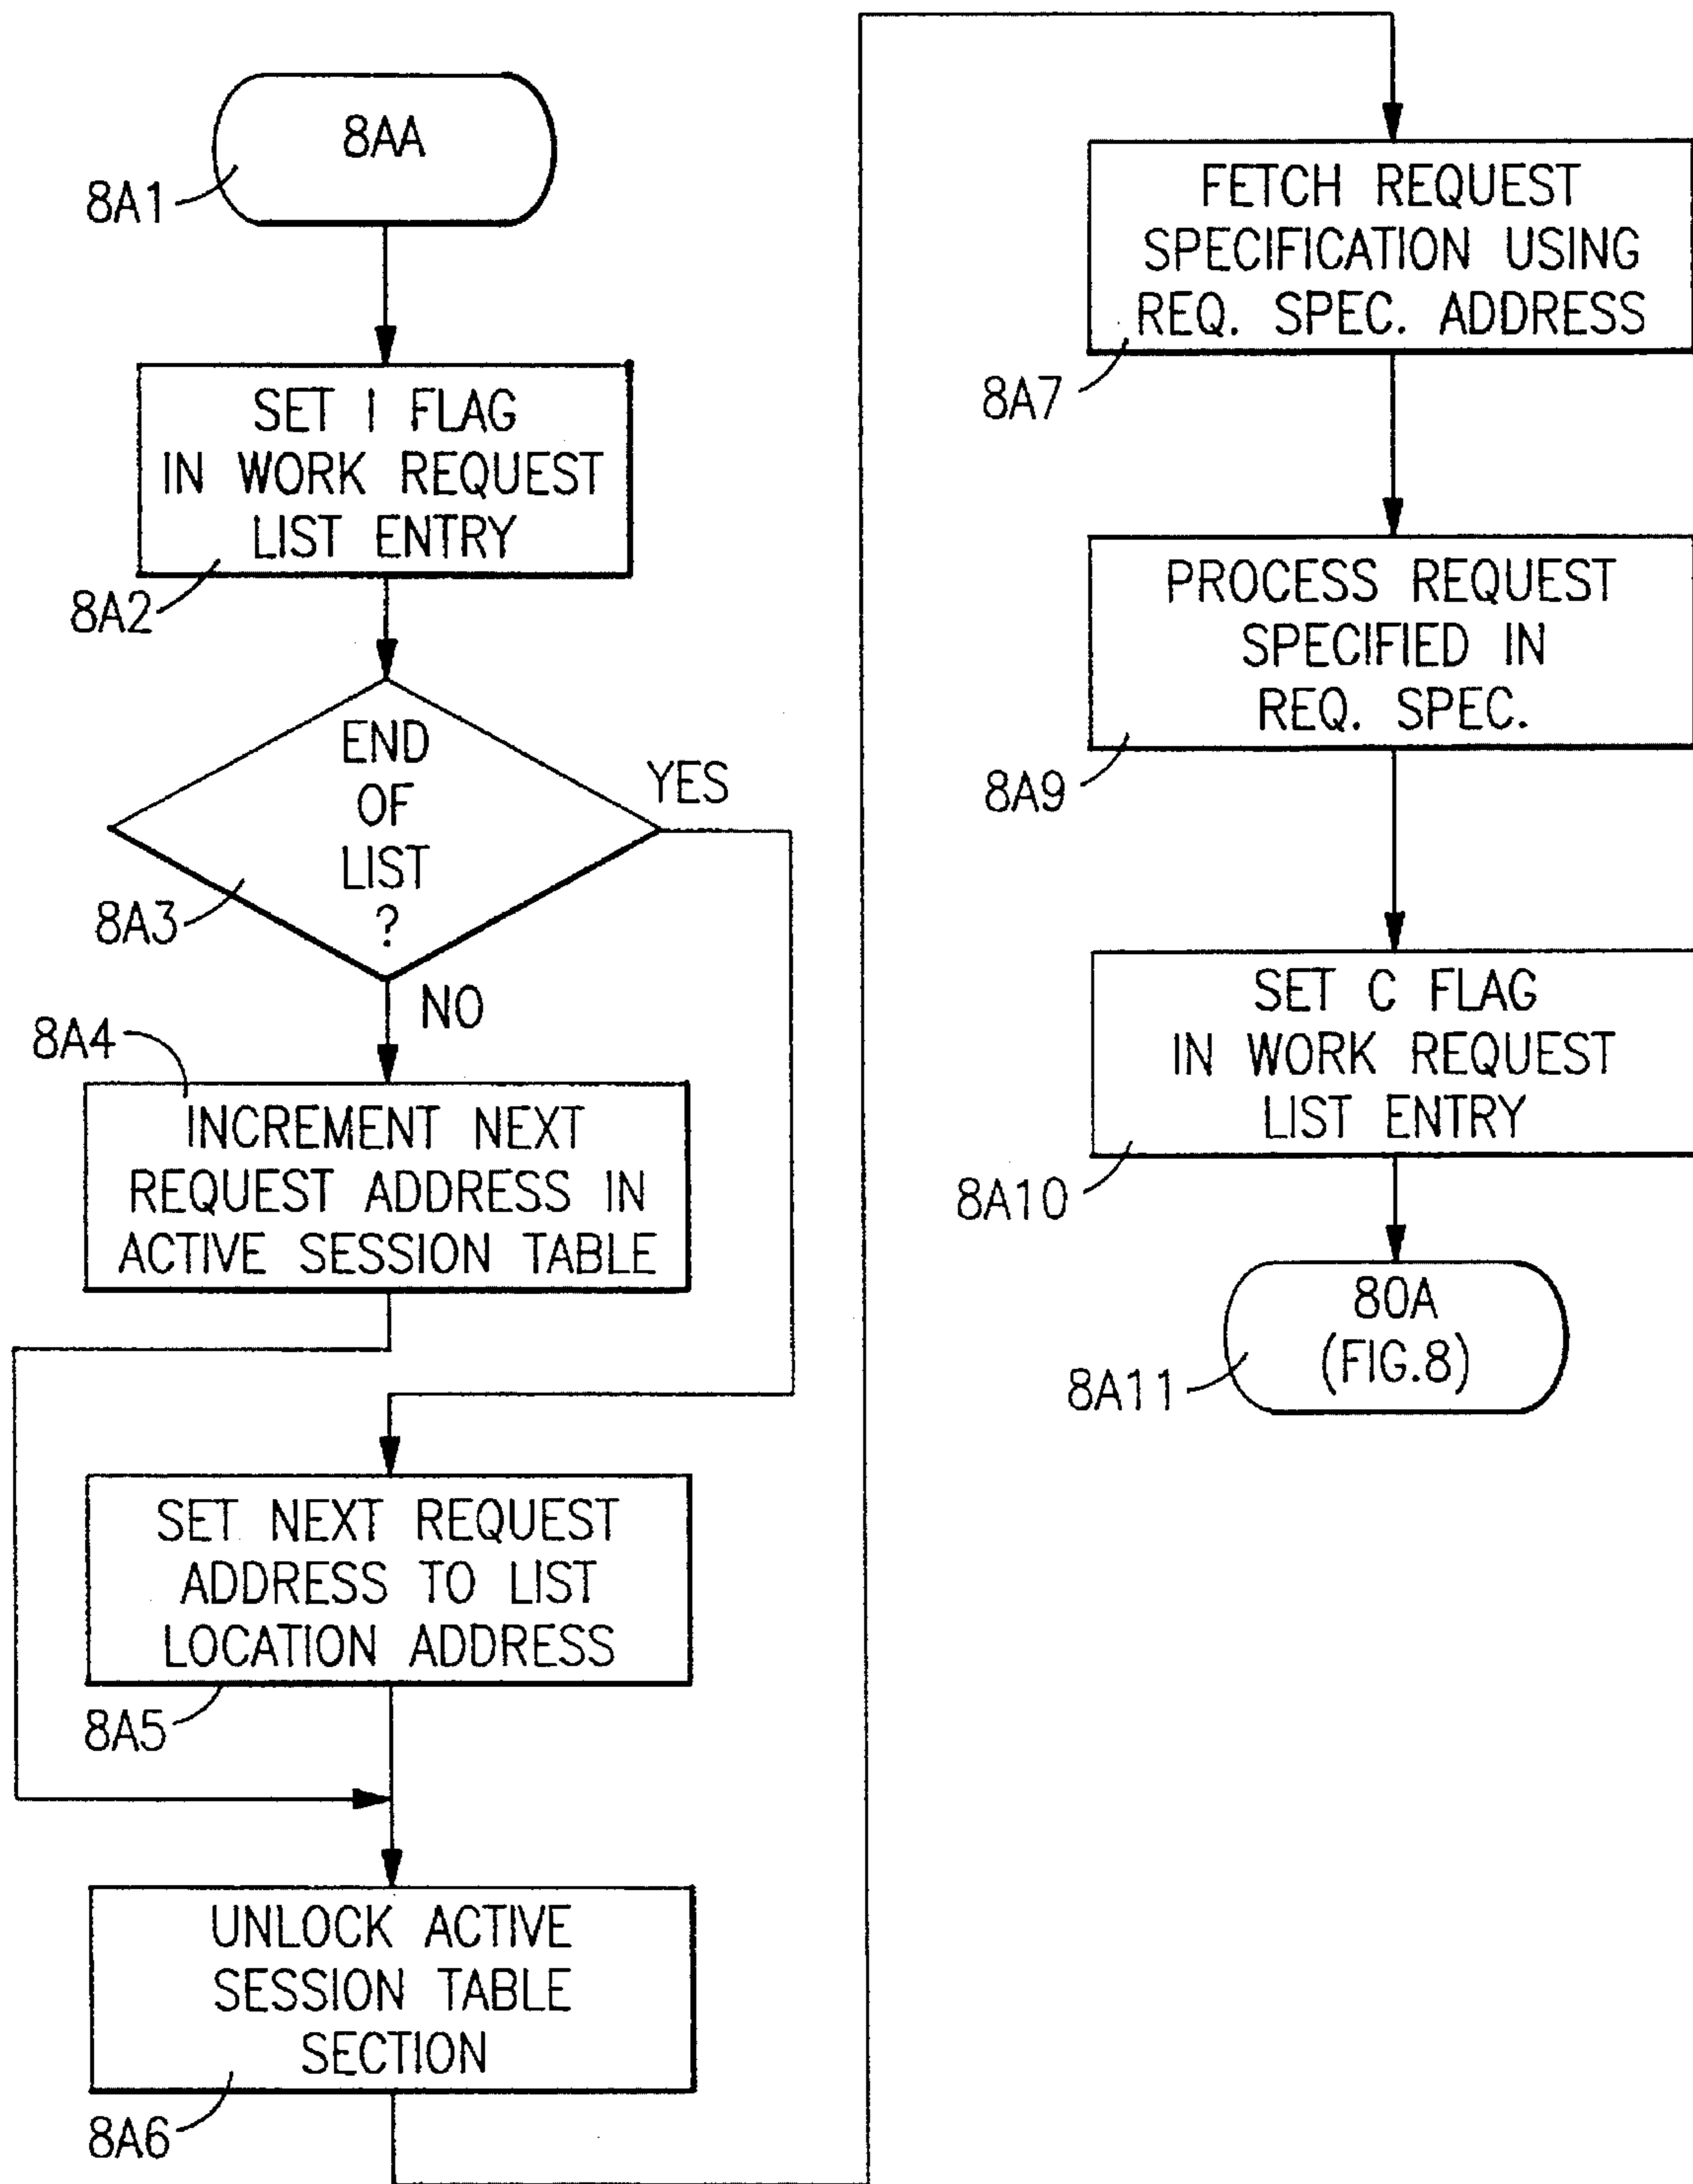 8AA
8A1
SET I FLAG
IN WORK REQUEST
LIST ENTRY
8A2
END
OF
LIST
?
YES
8A3
NO
8A4
INCREMENT NEXT
REQUEST ADDRESS IN
ACTIVE SESSION TABLE
SET NEXT REQUEST
ADDRESS TO LIST
LOCATION ADDRESS
8A5
UNLOCK ACTIVE
SESSION TABLE
SECTION
8A6
FETCH REQUEST
SPECIFICATION USING
REQ. SPEC. ADDRESS
8A7
PROCESS REQUEST
SPECIFIED IN
REQ. SPEC.
8A9
SET C FLAG
IN WORK REQUEST
LIST ENTRY
8A10
80A
(FIG.8)
8A11